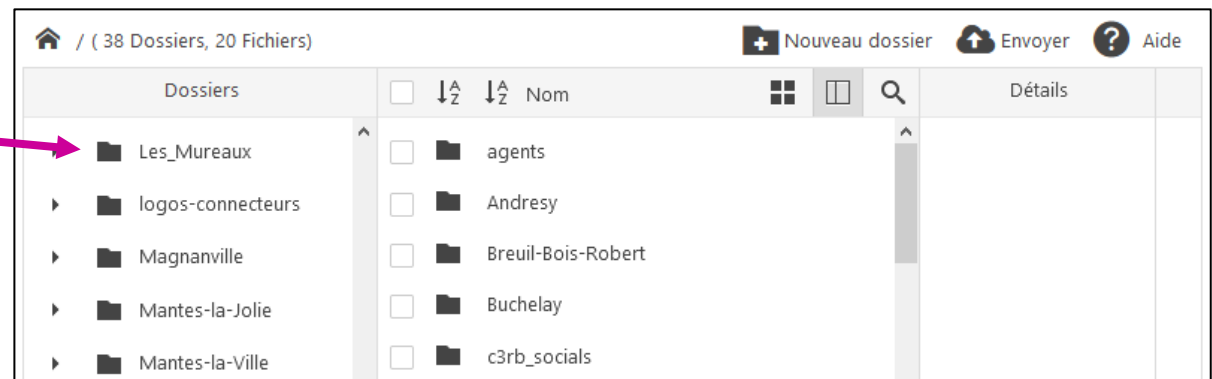 / ( 38 Dossiers, 20 Fichiers) Nouveau dossier Envoyer ? Aide
Dossiers A Z A Z Nom Détails
Les_Mureaux agents
logos-connecteurs Andresy
Magnanville Breuil-Bois-Robert
Mantes-la-Jolie Buchelay
Mantes-la-Ville c3rb_socials